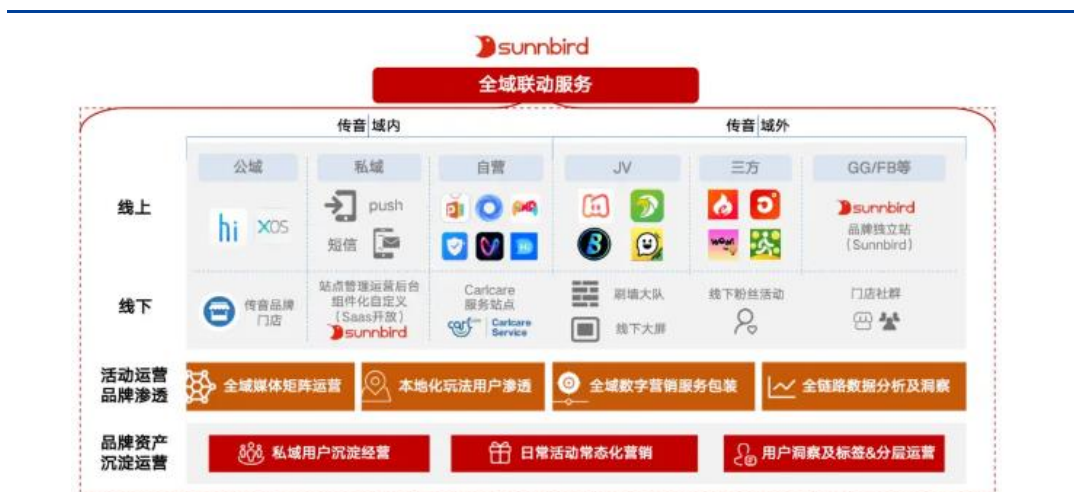 sunnbird
全域联动服务
传音 域内
传音 域外
公域
私域
自营
JV
三方
GG/FB等
线上
hi
XOS
push
短信
B
WOW!
sunnbird
品牌独立站
(Sunnbird)
线下
传音品牌
门店
站点管理运营后台
组件化自定义
(Saas开放)
sunnbird
Carlcare
服务站点
Carlcare
Service
刷墙大队
线下大屏
线下粉丝活动
门店社群
活动运营
品牌渗透
全域媒体矩阵运营
本地化玩法用户渗透
全域数字营销服务包装
全链路数据分析及洞察
品牌资产
沉淀运营
私域用户沉淀经营
日常活动常态化营销
用户洞察及标签&分层运营